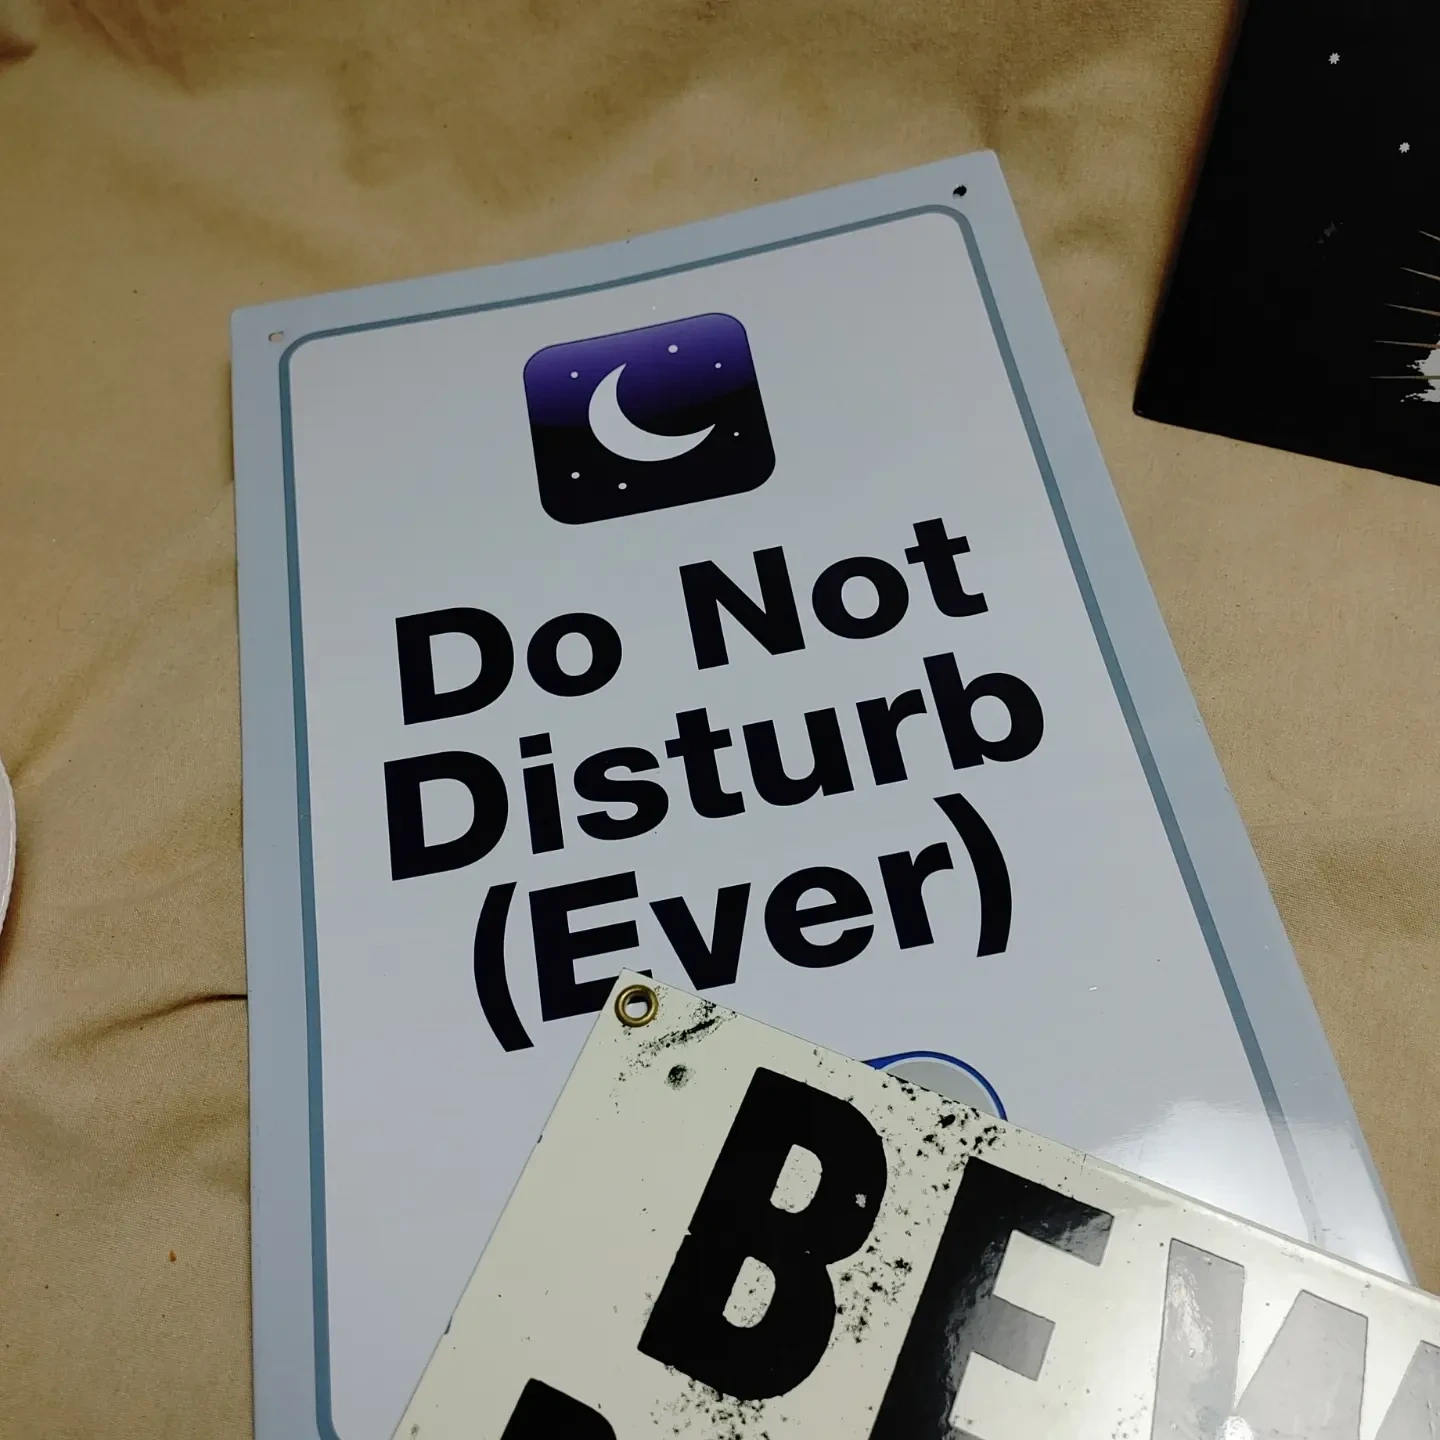 Do Not
Disturb
(Ever)